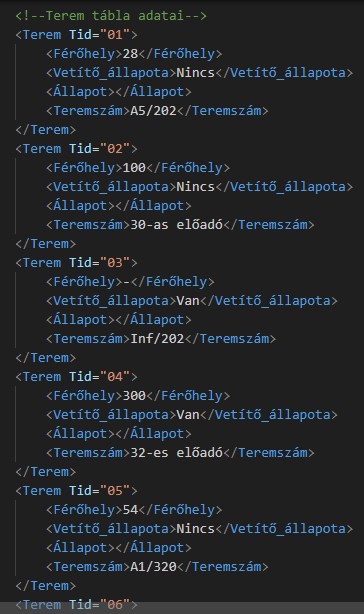 <!--Terem tábla adatai-->
<Terem Tid="01">
<Férőhely>28</Férőhely>
<Vetítő_állapota>Nincs</Vetítő_állapota>
<Állapot></Állapot>
<Teremszám>A5/202</Teremszám>
</Terem>
<Terem Tid="02">
<Férőhely>100</Férőhely>
<Vetítő_állapota>Nincs</Vetítő_állapota>
<Állapot></Állapot>
<Teremszám>30-as előadó</Teremszám>
</Terem>
<Terem Tid="03">
<Férőhely>-</Férőhely>
<Vetítő_állapota>Van</Vetítő_állapota>
<Állapot></Állapot>
<Teremszám>Inf/202</Teremszám>
</Terem>
<Terem Tid="04">
<Férőhely>300</Férőhely>
<Vetítő_állapota>Van</Vetítő_állapota>
<Állapot></Állapot>
<Teremszám>32-es előadó</Teremszám>
</Terem>
<Terem Tid="05">
<Férőhely>54</Férőhely>
<Vetítő_állapota>Nincs</Vetítő_állapota>
<Állapot></Állapot>
<Teremszám>A1/320</Teremszám>
</Terem>
<Terem Tid="06">